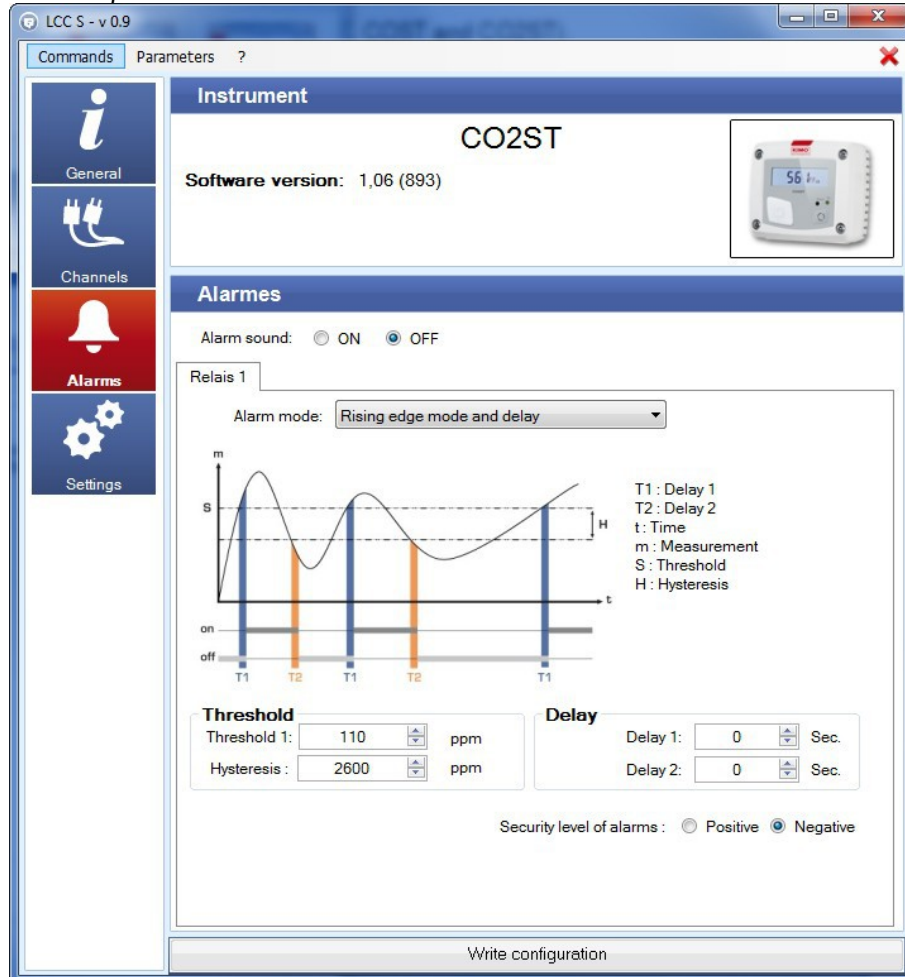 LCC S - v 0.9
Commands Parameters ?
General
Channels
Alarms
Settings
Instrument
CO2ST
Software version: 1,06 (893)
Alarmes
Alarm sound: ON OFF
Relais 1
Alarm mode: Rising edge mode and delay
m
S
H
t
on
off
T1 T2 T1 T2 T1
T1 : Delay 1
T2 : Delay 2
t : Time
m : Measurement
S : Threshold
H : Hysteresis
Threshold
Threshold 1: 110 ppm
Hysteresis : 2600 ppm
Delay
Delay 1: 0 Sec.
Delay 2: 0 Sec.
Security level of alarms : Positive Negative
Write configuration